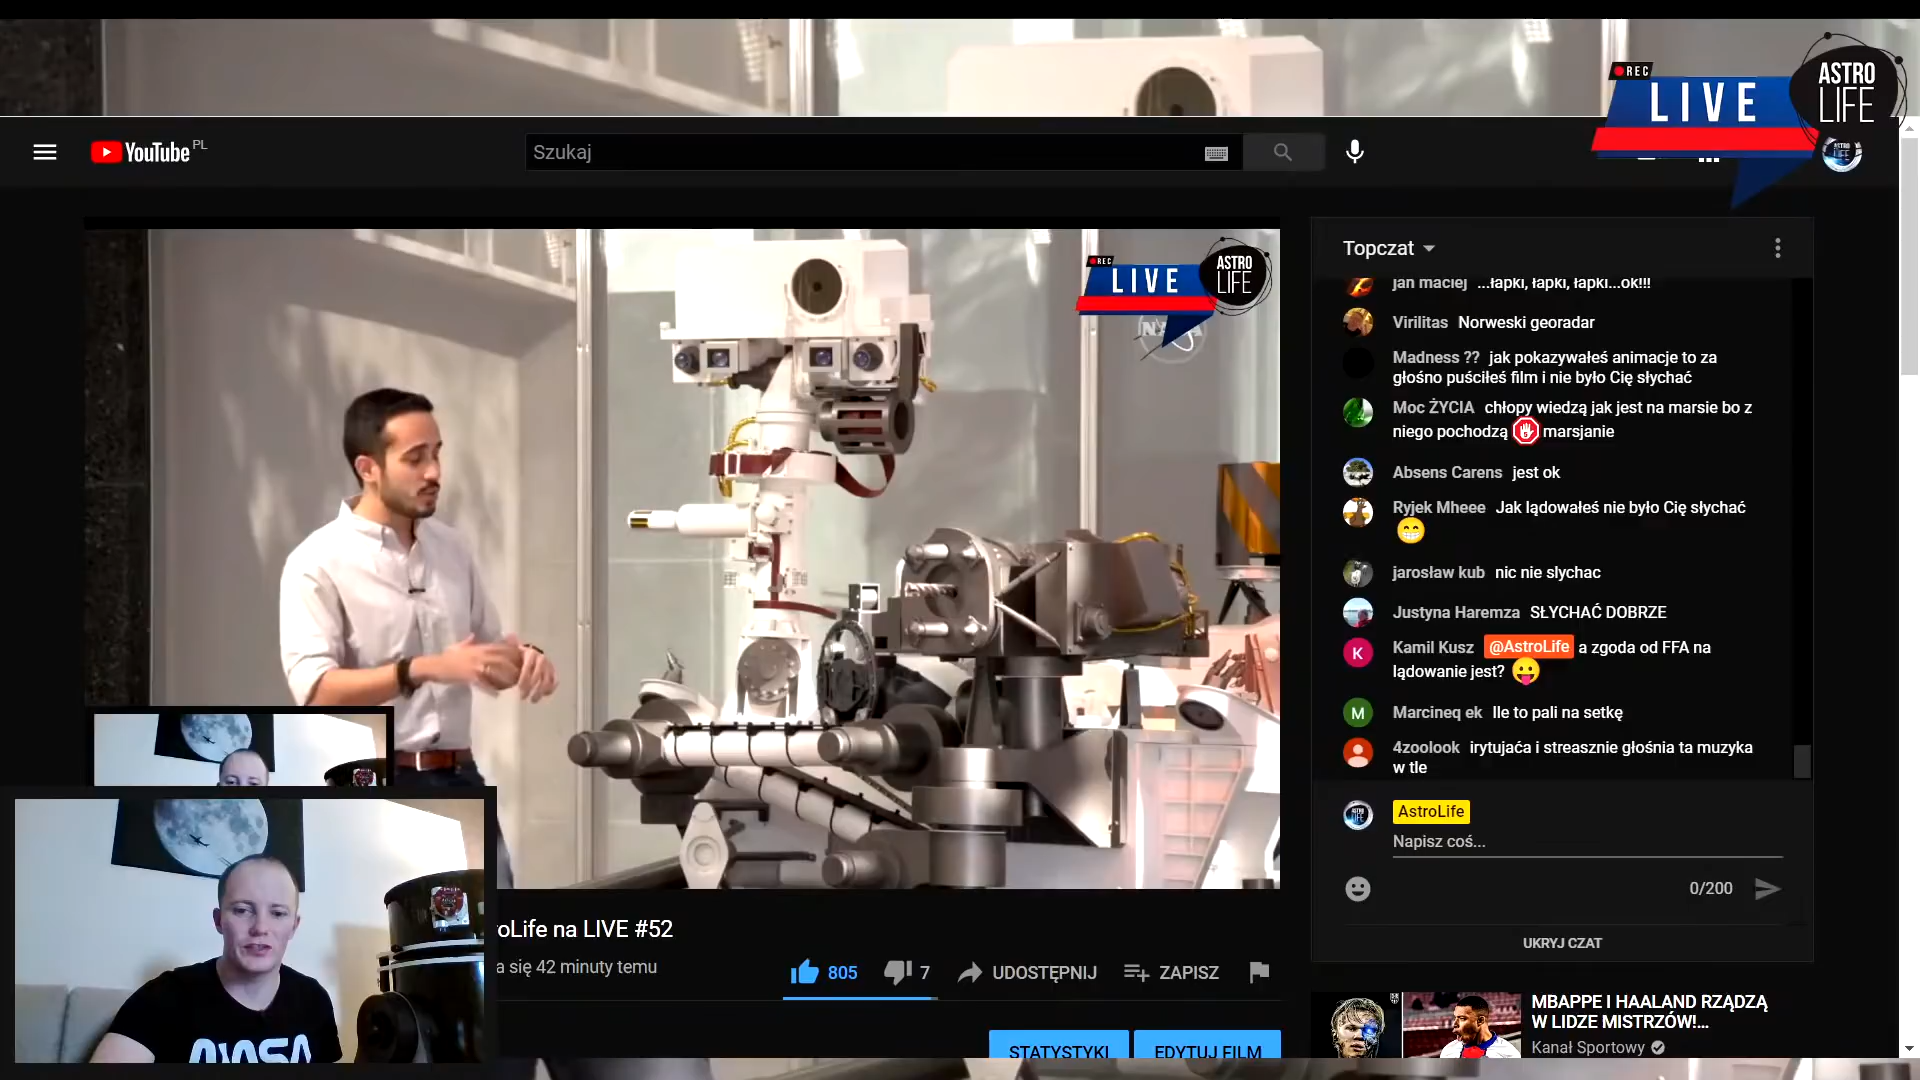 REC
LIVE
ASTRO
LIFE
YouTube PL
Szukaj
REC
LIVE
ASTRO
LIFE
Topczat
jan maciej ...łapki, łapki, łapki...ok!!!
Virilitas Norweski georadar
Madness ?? jak pokazywałeś animacje to za
głośno puściłeś film i nie było Cię słychać
Moc ŻYCIA chłopy wiedzą jak jest na marsie bo z
niego pochodzą marsjanie
Absens Carens jest ok
Ryjek Mheee Jak lądowałeś nie było Cię słychać
jarosław kub nic nie slychac
Justyna Haremza SŁYCHAĆ DOBRZE
K
Kamil Kusz @AstroLife a zgoda od FFA na
lądowanie jest?
M
Marcineq ek Ile to pali na setkę
4zoolook irytujaća i streasznie głośnia ta muzyka
w tle
AstroLife
Napisz coś...
0/200
UKRYJ CZAT
oLife na LIVE #52
a się 42 minuty temu
805
7
UDOSTĘPNIJ
ZAPISZ
STATYSTYKI
EDYTUJ FILM
MBAPPE I HAALAND RZĄDZĄ
W LIDZE MISTRZÓW!...
Kanał Sportowy
NASA